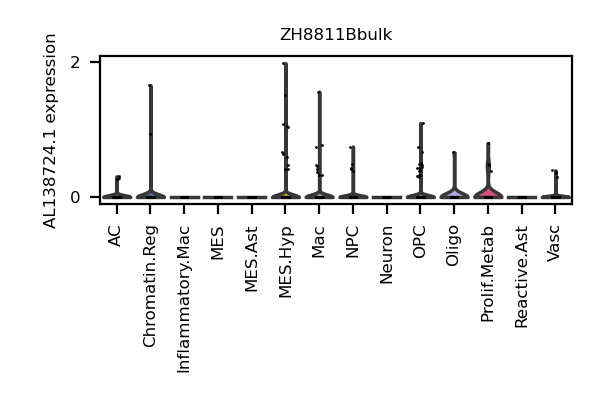 ZH8811Bbulk
AL138724.1 expression
2
0
AC
Chromatin.Reg
Inflammatory.Mac
MES
MES.Ast
MES.Hyp
Mac
NPC
Neuron
OPC
Oligo
Prolif.Metab
Reactive.Ast
Vasc